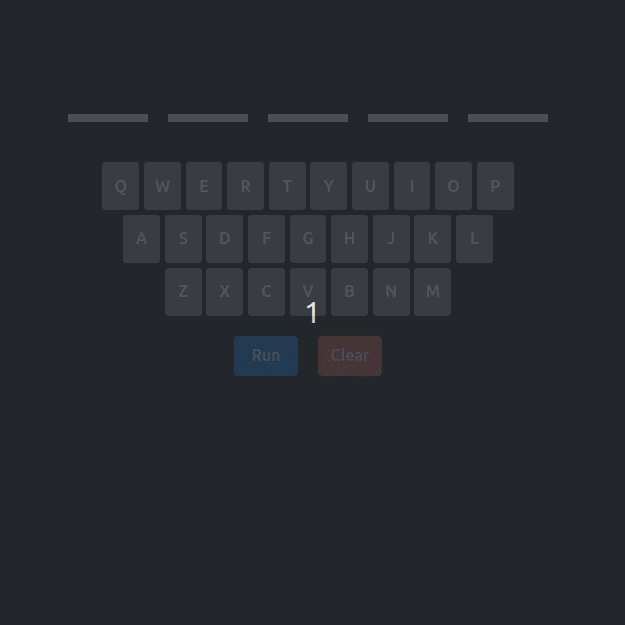 Q W E R T Y U I O P
A S D F G H J K L
Z X C V B N M
1
Run Clear